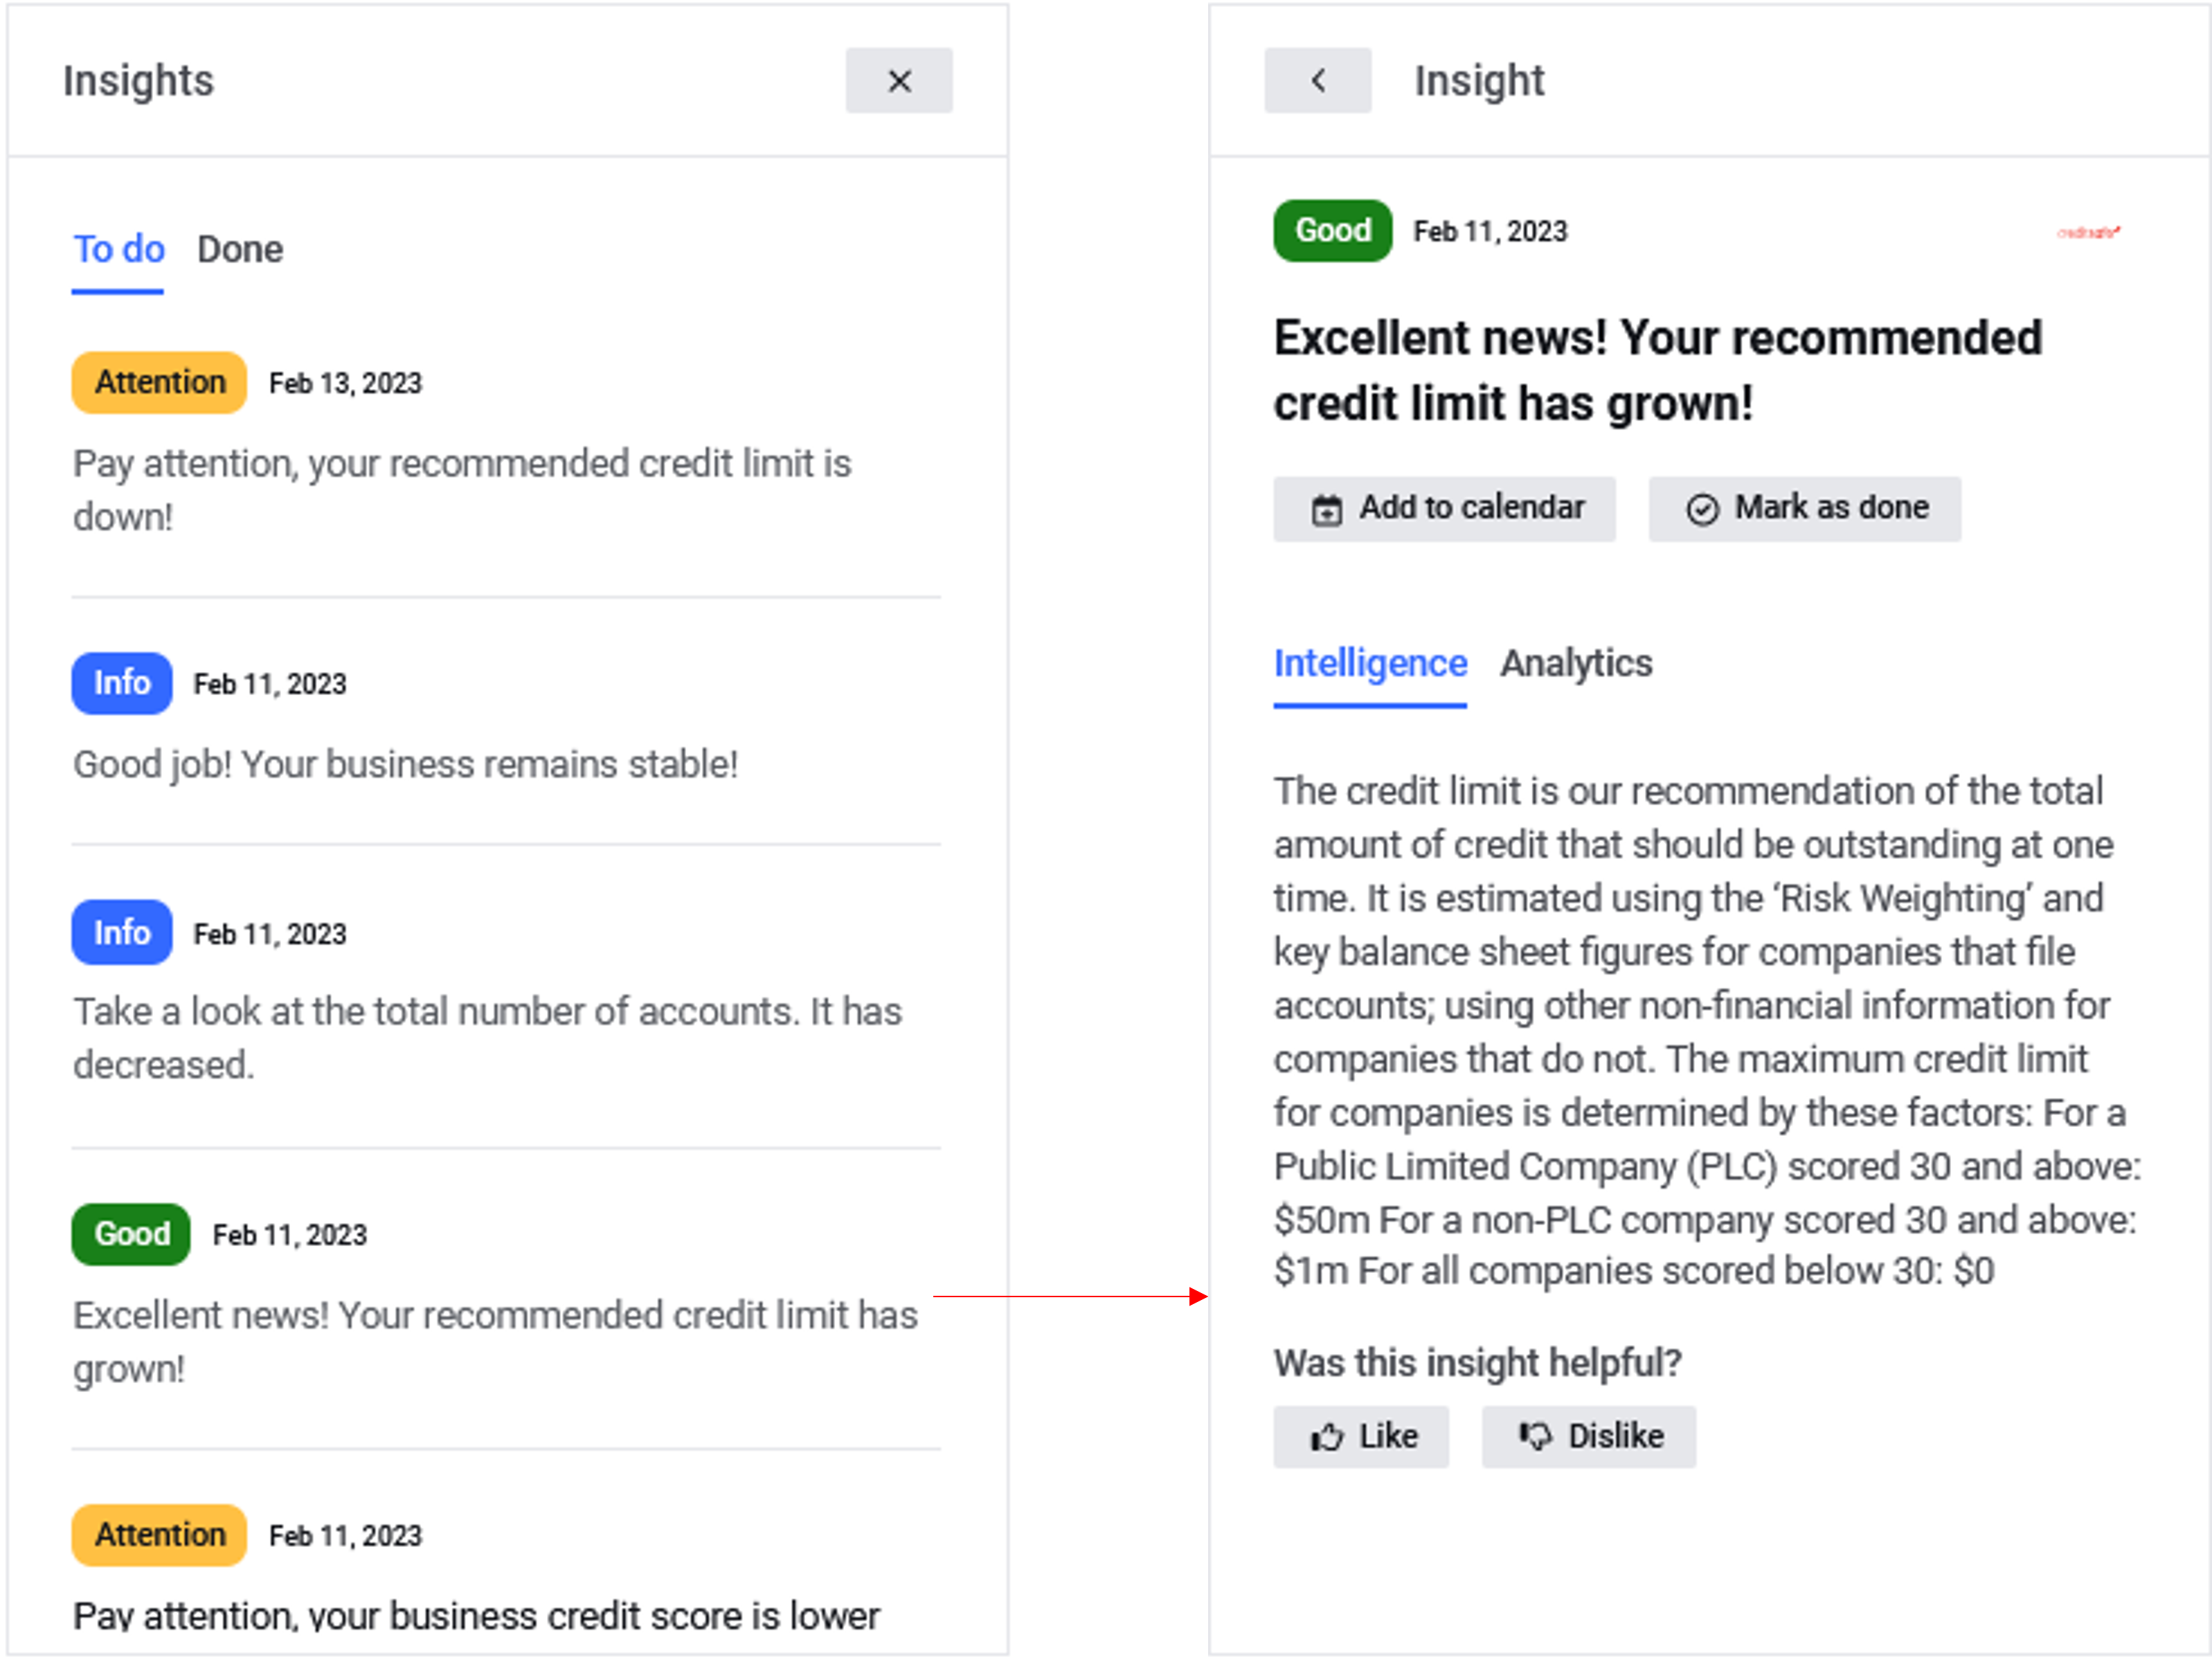 Insights
To do Done
Attention Feb 13, 2023
Pay attention, your recommended credit limit is
down!
Info Feb 11, 2023
Good job! Your business remains stable!
Info Feb 11, 2023
Take a look at the total number of accounts. It has
decreased.
Good Feb 11, 2023
Excellent news! Your recommended credit limit has
grown!
Attention Feb 11, 2023
Pay attention, your business credit score is lower
Insight
Good Feb 11, 2023
creditsafe
Excellent news! Your recommended
credit limit has grown!
Add to calendar Mark as done
Intelligence Analytics
The credit limit is our recommendation of the total
amount of credit that should be outstanding at one
time. It is estimated using the ‘Risk Weighting’ and
key balance sheet figures for companies that file
accounts; using other non-financial information for
companies that do not. The maximum credit limit
for companies is determined by these factors: For a
Public Limited Company (PLC) scored 30 and above:
$50m For a non-PLC company scored 30 and above:
$1m For all companies scored below 30: $0
Was this insight helpful?
Like Dislike